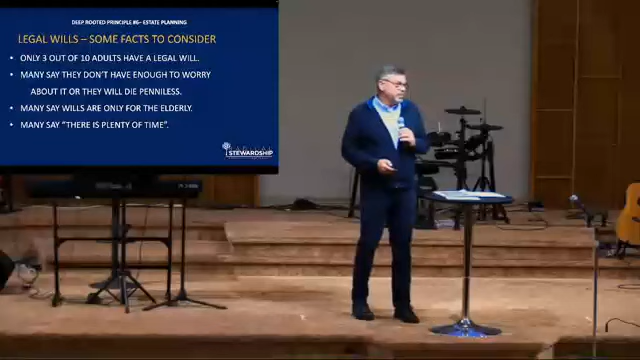 DEEP ROOTED PRINCIPLE #6– ESTATE PLANNING
LEGAL WILLS – SOME FACTS TO CONSIDER
• ONLY 3 OUT OF 10 ADULTS HAVE A LEGAL WILL.
• MANY SAY THEY DON'T HAVE ENOUGH TO WORRY
ABOUT IT OR THEY WILL DIE PENNILESS.
• MANY SAY WILLS ARE ONLY FOR THE ELDERLY.
• MANY SAY "THERE IS PLENTY OF TIME".
STEWARDSHIP